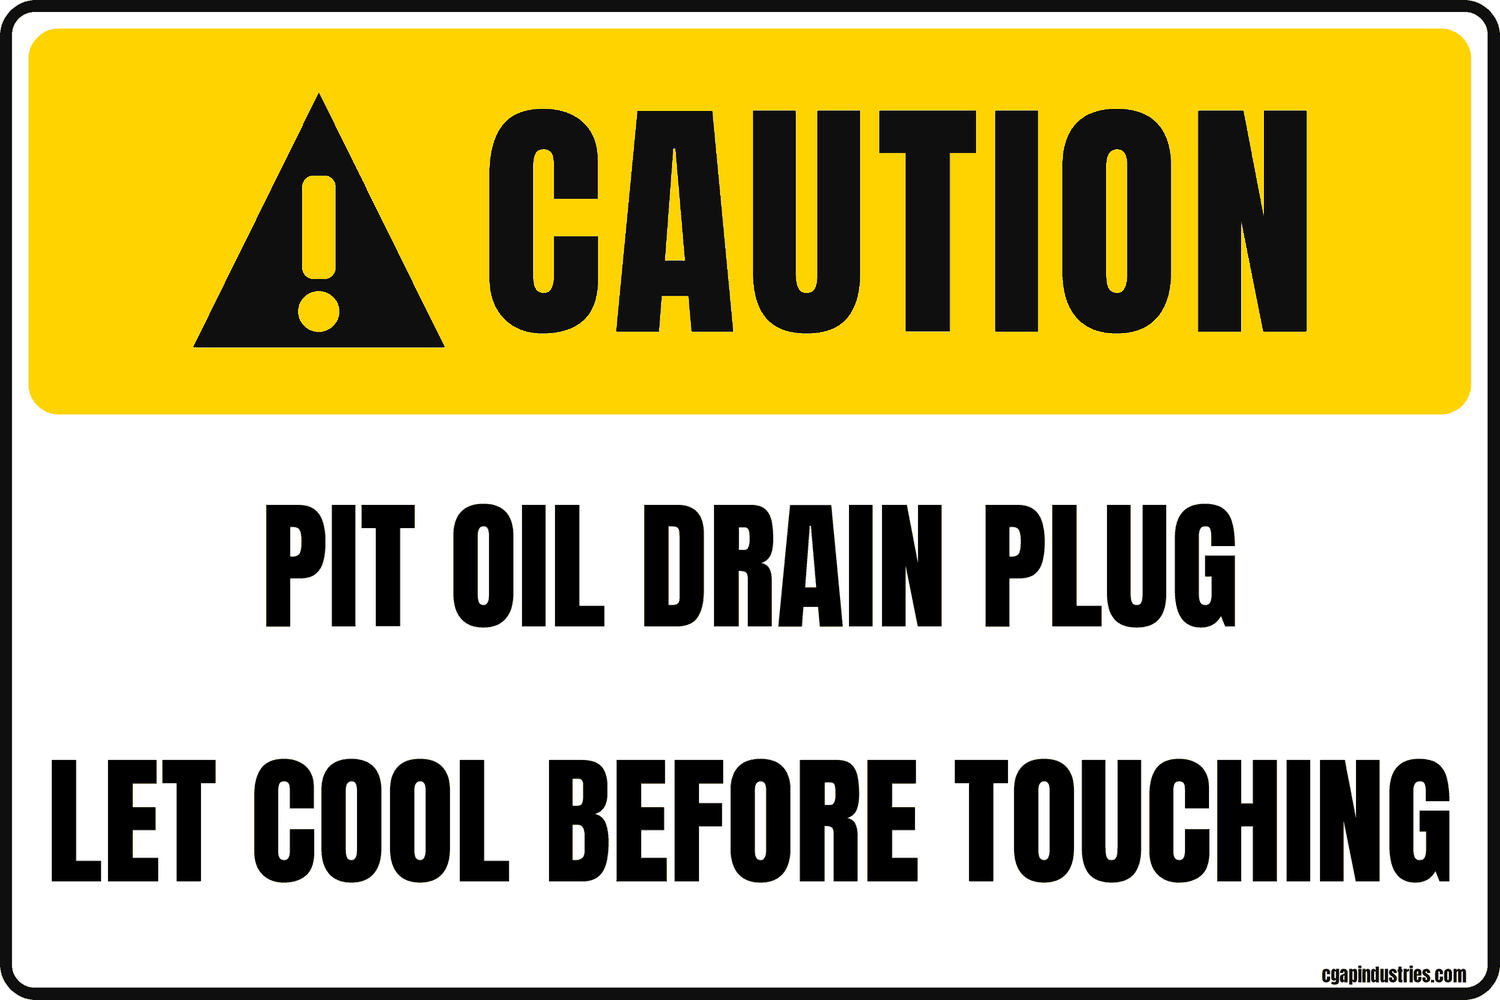 CAUTION
PIT OIL DRAIN PLUG
LET COOL BEFORE TOUCHING
cgapindustries.com